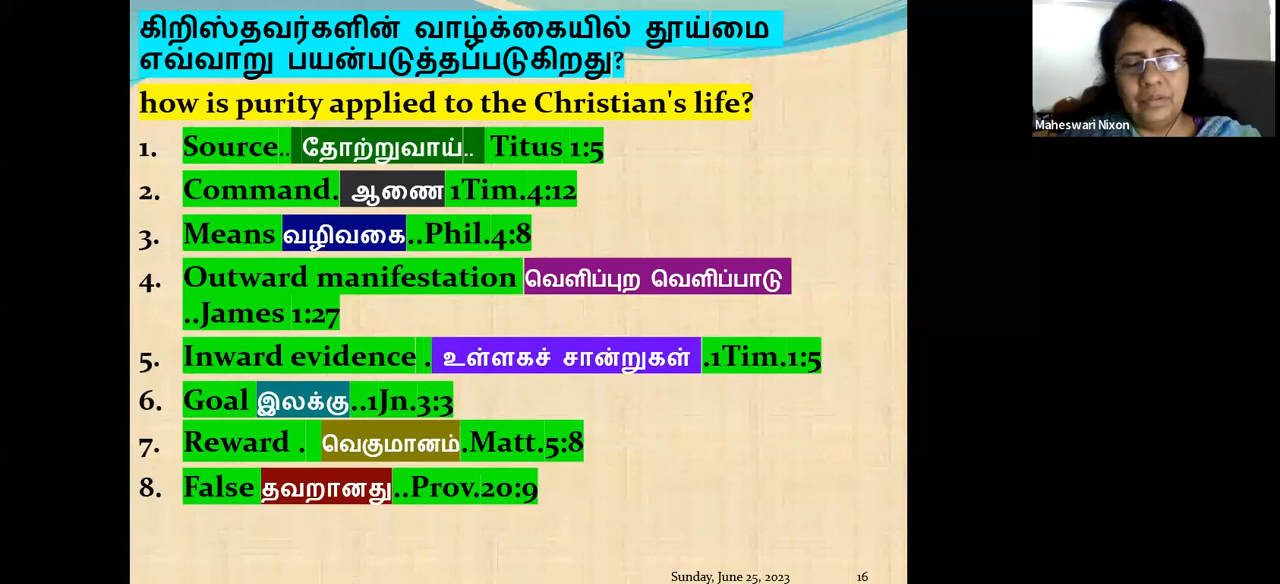 கிறிஸ்தவர்களின் வாழ்க்கையில் தூய்மை
எவ்வாறு பயன்படுத்தப்படுகிறது?
how is purity applied to the Christian's life?
1. Source.. தோற்றுவாய்.. Titus 1:5
2. Command. ஆணை 1Tim.4:12
3. Means வழிவகை..Phil.4:8
4. Outward manifestation வெளிப்புற வெளிப்பாடு
..James 1:27
5. Inward evidence . உள்ளகச் சான்றுகள் .1Tim.1:5
6. Goal இலக்கு..1Jn.3:3
7. Reward . வெகுமானம்.Matt.5:8
8. False தவறானது..Prov.20:9
Sunday, June 25, 2023 16
Maheswari Nixon